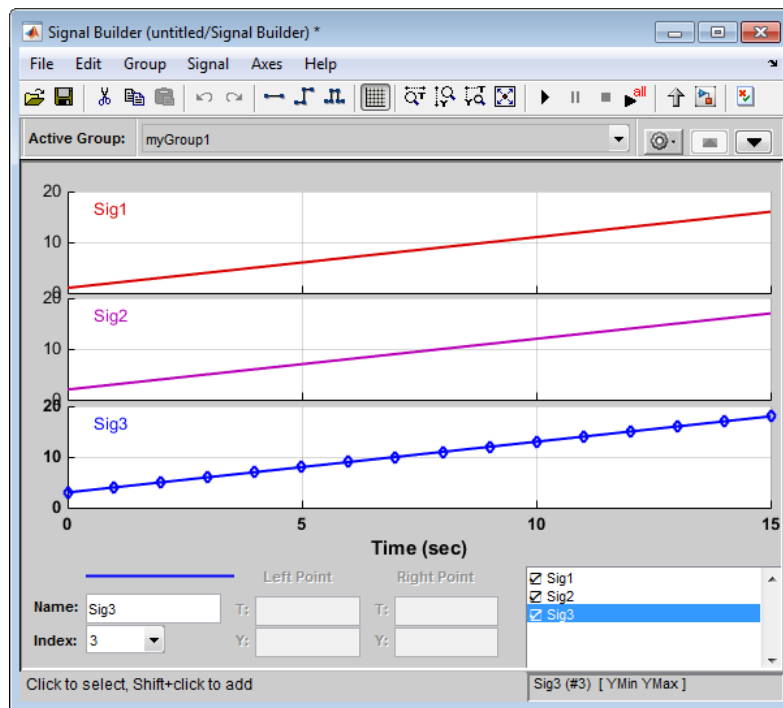 Signal Builder (untitled/Signal Builder) *
File Edit Group Signal Axes Help
all
Active Group: myGroup1
20
Sig1
10
0
20
Sig2
10
0
20
Sig3
10
0
0 5 10 15
Time (sec)
Left Point Right Point
Name: Sig3 T: T:
Index: 3 Y: Y:
Sig1
Sig2
Sig3
Click to select, Shift+click to add
Sig3 (#3) [ YMin YMax ]